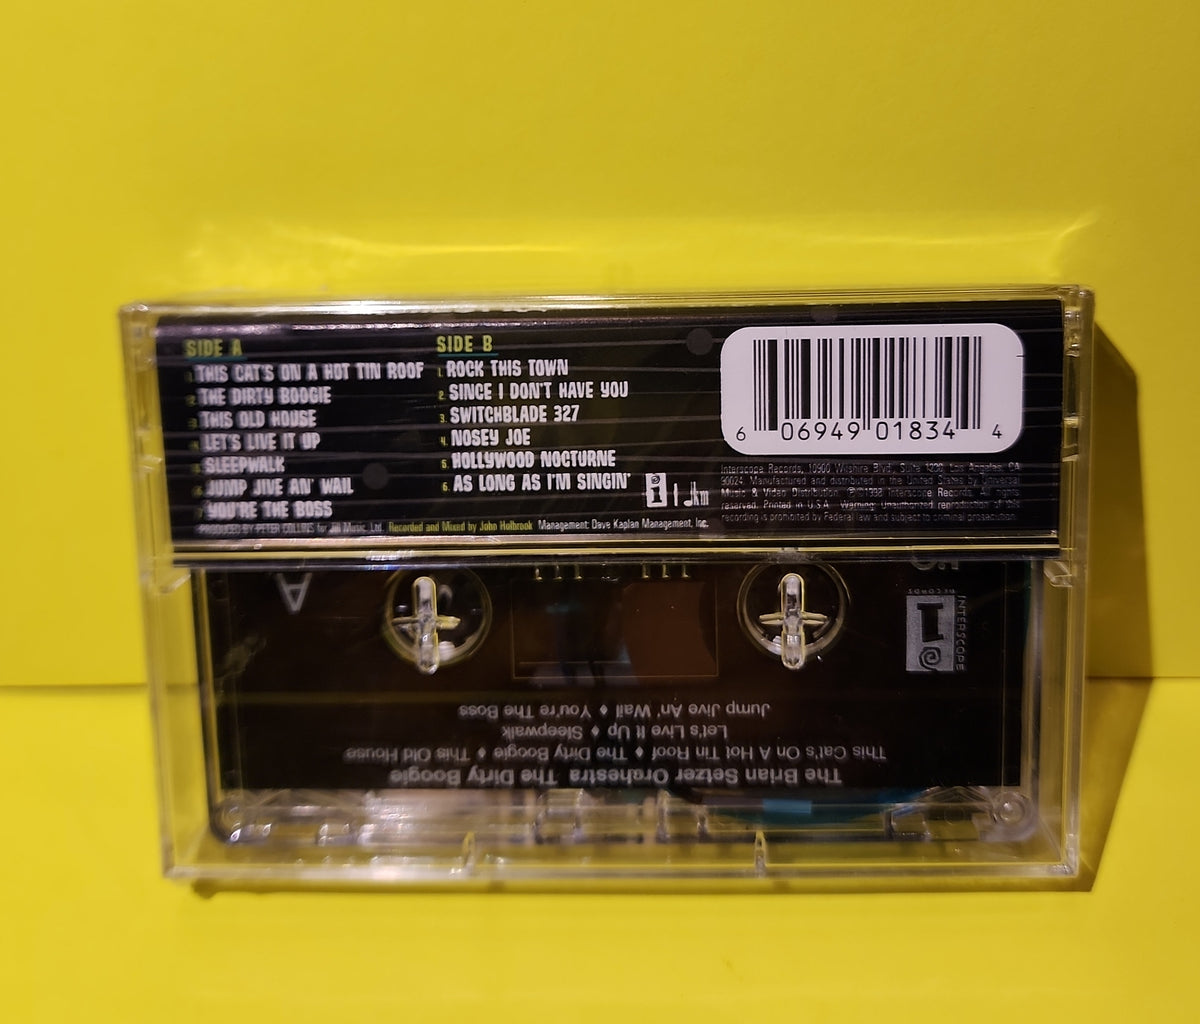 SIDE A
1. THIS CAT'S ON A HOT TIN ROOF
2. THE DIRTY BOOGIE
3. THIS OLD HOUSE
4. LET'S LIVE IT UP
5. SLEEPWALK
6. JUMP JIVE AN' WAIL
7. YOU'RE THE BOSS
SIDE B
1. ROCK THIS TOWN
2. SINCE I DON'T HAVE YOU
3. SWITCHBLADE 327
4. NOSEY JOE
5. HOLLYWOOD NOCTURNE
6. AS LONG AS I'M SINGIN'
PRODUCED BY PETER COLLINS for Jill Music, Ltd. Recorded and Mixed by John Holbrook Management: Dave Kaplan Management, Inc.
6 06949 01834 4
Interscope Records, 10900 Wilshire Blvd., Suite 1230, Los Angeles, CA
90024. Manufactured and distributed in the United States by Universal
Music & Video Distribution. ℗©1998 Interscope Records. All rights
reserved. Printed in U.S.A. Warning: Unauthorized reproduction of this
recording is prohibited by Federal law and subject to criminal prosecution.
A
INTERSCOPE
RECORDS
The Brian Setzer Orchestra The Dirty Boogie
This Cat's On A Hot Tin Roof ♦ The Dirty Boogie ♦ This Old House
Let's Live It Up ♦ Sleepwalk
Jump Jive An' Wail ♦ You're The Boss